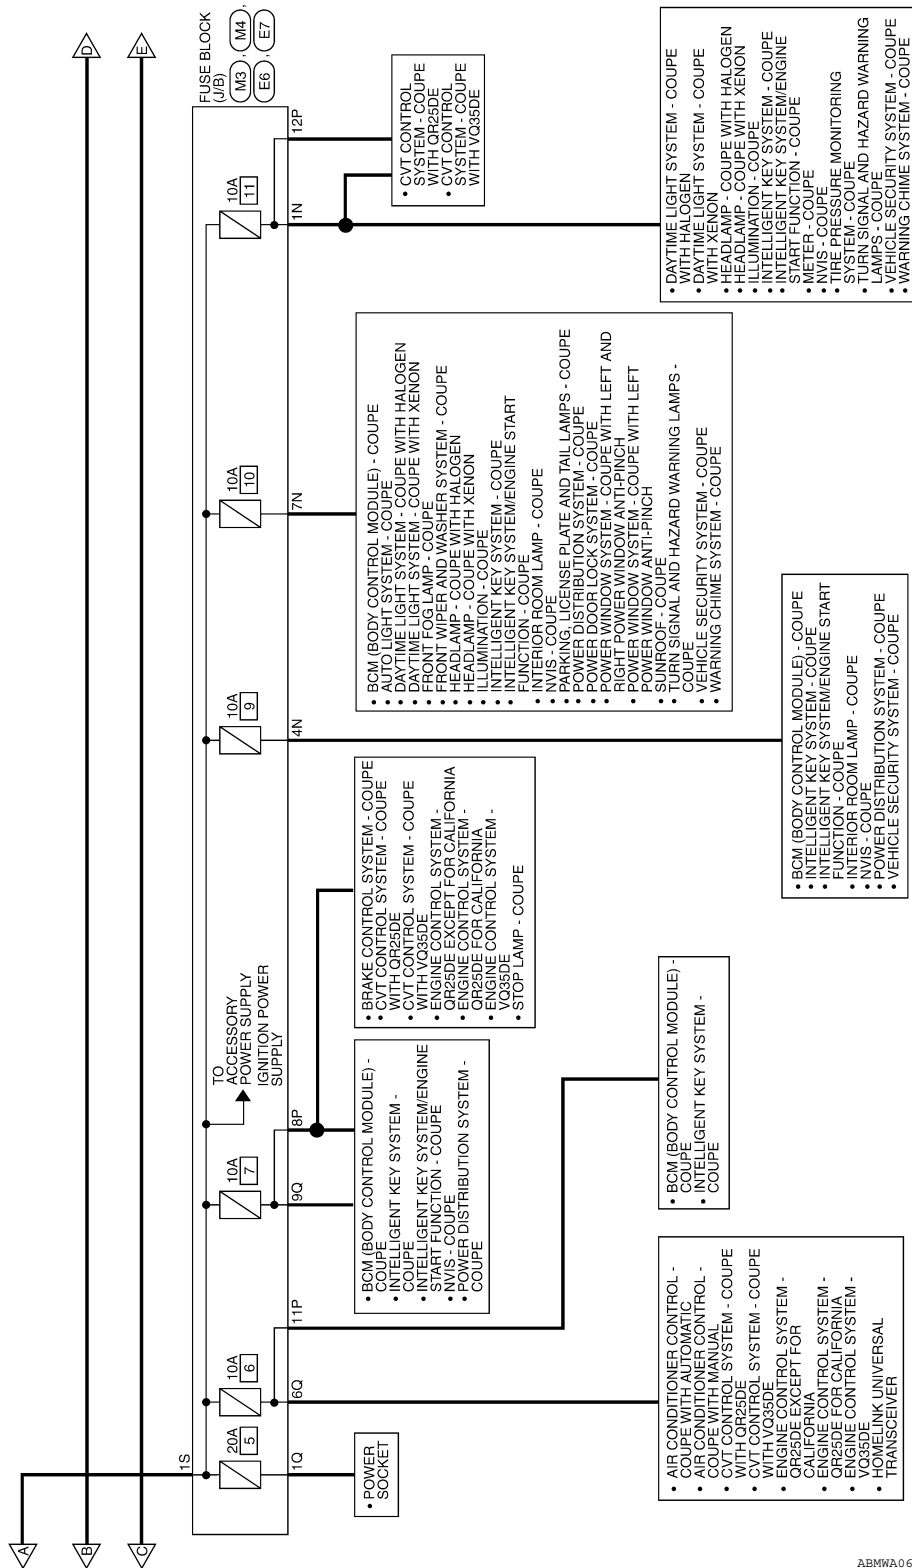 A
B
C
D
E
FUSE BLOCK
(J/B)
M3 , M4 ,
E6 , E7
1S
20A
5
10A
6
10A
7
TO
ACCESSORY
POWER SUPPLY
IGNITION POWER
SUPPLY
10A
9
10A
10
10A
11
1Q
6Q
11P
9Q
8P
4N
7N
1N
12P
• POWER
SOCKET
• AIR CONDITIONER CONTROL -
COUPE WITH AUTOMATIC
• AIR CONDITIONER CONTROL -
COUPE WITH MANUAL
• CVT CONTROL SYSTEM - COUPE
WITH QR25DE
• CVT CONTROL SYSTEM - COUPE
WITH VQ35DE
• ENGINE CONTROL SYSTEM -
QR25DE EXCEPT FOR
CALIFORNIA
• ENGINE CONTROL SYSTEM -
QR25DE FOR CALIFORNIA
• ENGINE CONTROL SYSTEM -
VQ35DE
• HOMELINK UNIVERSAL
TRANSCEIVER
• BCM (BODY CONTROL MODULE) -
COUPE
• INTELLIGENT KEY SYSTEM -
COUPE
• BCM (BODY CONTROL MODULE) -
COUPE
• INTELLIGENT KEY SYSTEM -
COUPE
• INTELLIGENT KEY SYSTEM/ENGINE
START FUNCTION - COUPE
• NVIS - COUPE
• POWER DISTRIBUTION SYSTEM -
COUPE
• BRAKE CONTROL SYSTEM - COUPE
• CVT CONTROL SYSTEM - COUPE
WITH QR25DE
• CVT CONTROL SYSTEM - COUPE
WITH VQ35DE
• ENGINE CONTROL SYSTEM -
QR25DE EXCEPT FOR CALIFORNIA
• ENGINE CONTROL SYSTEM -
QR25DE FOR CALIFORNIA
• ENGINE CONTROL SYSTEM -
VQ35DE
• STOP LAMP - COUPE
• BCM (BODY CONTROL MODULE) - COUPE
• INTELLIGENT KEY SYSTEM - COUPE
• INTELLIGENT KEY SYSTEM/ENGINE START
FUNCTION - COUPE
• INTERIOR ROOM LAMP - COUPE
• NVIS - COUPE
• POWER DISTRIBUTION SYSTEM - COUPE
• VEHICLE SECURITY SYSTEM - COUPE
• BCM (BODY CONTROL MODULE) - COUPE
• AUTO LIGHT SYSTEM - COUPE
• DAYTIME LIGHT SYSTEM - COUPE WITH HALOGEN
• DAYTIME LIGHT SYSTEM - COUPE WITH XENON
• FRONT FOG LAMP - COUPE
• FRONT WIPER AND WASHER SYSTEM - COUPE
• HEADLAMP - COUPE WITH HALOGEN
• HEADLAMP - COUPE WITH XENON
• ILLUMINATION - COUPE
• INTELLIGENT KEY SYSTEM - COUPE
• INTELLIGENT KEY SYSTEM/ENGINE START
FUNCTION - COUPE
• INTERIOR ROOM LAMP - COUPE
• NVIS - COUPE
• PARKING, LICENSE PLATE AND TAIL LAMPS - COUPE
• POWER DISTRIBUTION SYSTEM - COUPE
• POWER DOOR LOCK SYSTEM - COUPE
• POWER WINDOW SYSTEM - COUPE WITH LEFT AND
RIGHT POWER WINDOW ANTI-PINCH
• POWER WINDOW SYSTEM - COUPE WITH LEFT
POWER WINDOW ANTI-PINCH
• SUNROOF - COUPE
• TURN SIGNAL AND HAZARD WARNING LAMPS -
COUPE
• VEHICLE SECURITY SYSTEM - COUPE
• WARNING CHIME SYSTEM - COUPE
• CVT CONTROL
SYSTEM - COUPE
WITH QR25DE
• CVT CONTROL
SYSTEM - COUPE
WITH VQ35DE
• DAYTIME LIGHT SYSTEM - COUPE
WITH HALOGEN
• DAYTIME LIGHT SYSTEM - COUPE
WITH XENON
• HEADLAMP - COUPE WITH HALOGEN
• HEADLAMP - COUPE WITH XENON
• ILLUMINATION - COUPE
• INTELLIGENT KEY SYSTEM - COUPE
• INTELLIGENT KEY SYSTEM/ENGINE
START FUNCTION - COUPE
• METER - COUPE
• NVIS - COUPE
• TIRE PRESSURE MONITORING
SYSTEM - COUPE
• TURN SIGNAL AND HAZARD WARNING
LAMPS - COUPE
• VEHICLE SECURITY SYSTEM - COUPE
• WARNING CHIME SYSTEM - COUPE
ABMWA06